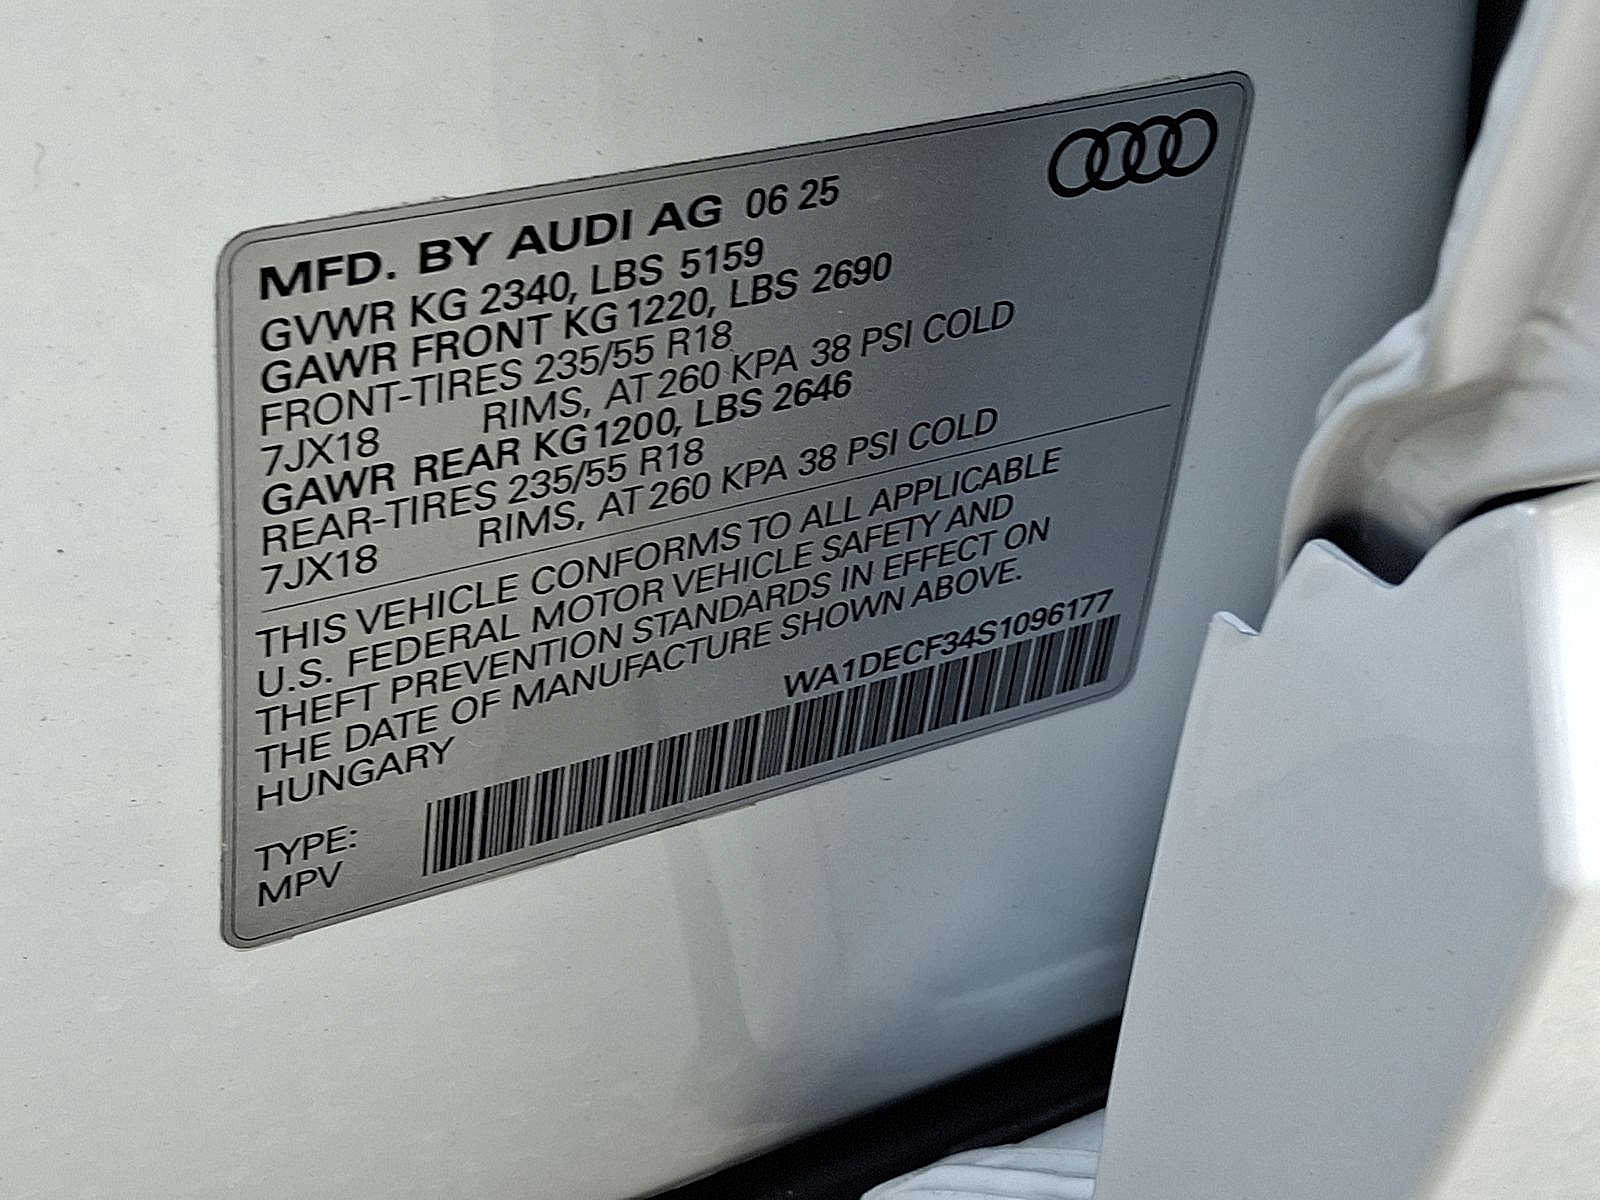 MFD. BY AUDI AG 06 25
GVWR KG 2340, LBS 5159
GAWR FRONT KG 1220, LBS 2690
FRONT-TIRES 235/55 R18
7JX18 RIMS, AT 260 KPA 38 PSI COLD
GAWR REAR KG 1200, LBS 2646
REAR-TIRES 235/55 R18
7JX18 RIMS, AT 260 KPA 38 PSI COLD
THIS VEHICLE CONFORMS TO ALL APPLICABLE
U.S. FEDERAL MOTOR VEHICLE SAFETY AND
THEFT PREVENTION STANDARDS IN EFFECT ON
THE DATE OF MANUFACTURE SHOWN ABOVE.
HUNGARY
WA1DECF34S1096177
TYPE:
MPV